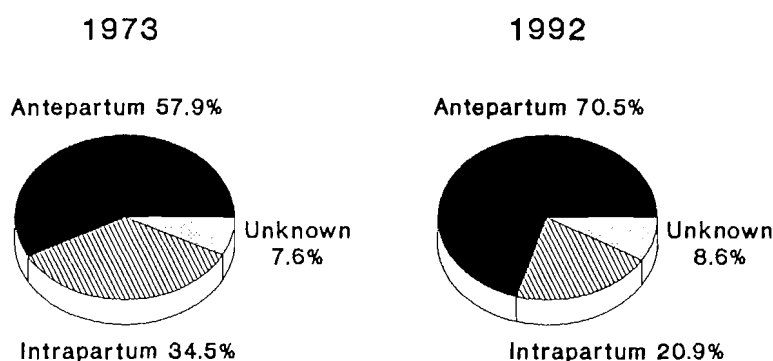 1973
Antepartum 57.9%
Unknown
7.6%
Intrapartum 34.5%
1992
Antepartum 70.5%
Unknown
8.6%
Intrapartum 20.9%